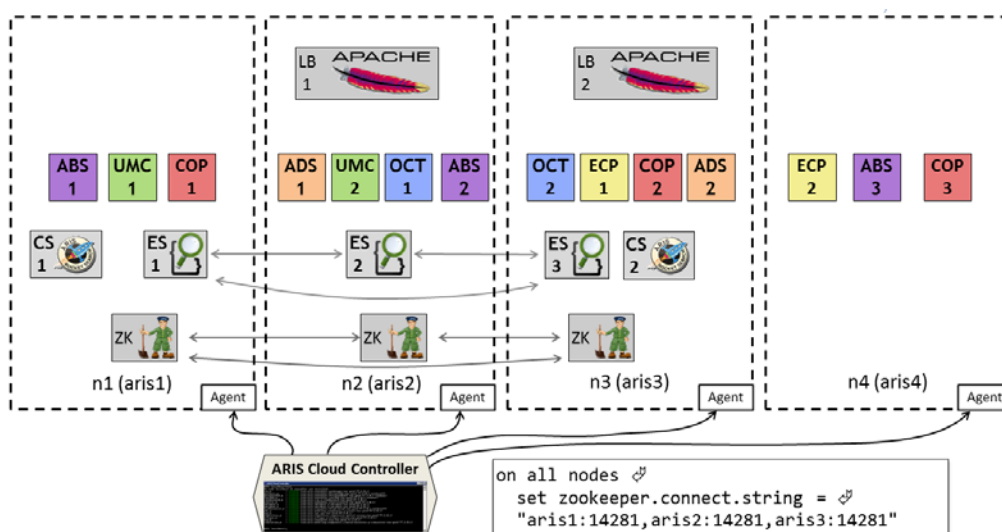 LB
1
APACHE
LB
2
APACHE
ABS
1
UMC
1
COP
1
ADS
1
UMC
2
OCT
1
ABS
2
OCT
2
ECP
1
COP
2
ADS
2
ECP
2
ABS
3
COP
3
CS
1
ES
1
ES
2
ES
3
CS
2
ZK
ZK
ZK
n1 (aris1)
n2 (aris2)
n3 (aris3)
n4 (aris4)
Agent
Agent
Agent
Agent
ARIS Cloud Controller
on all nodes
set zookeeper.connect.string =
"aris1:14281,aris2:14281,aris3:14281"